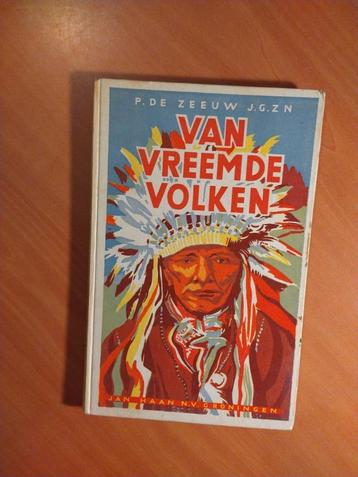 P. DE ZEEUW J.G.ZN
VAN
VREEMDE
VOLKEN
JAN HAAN N.V. GRONINGEN